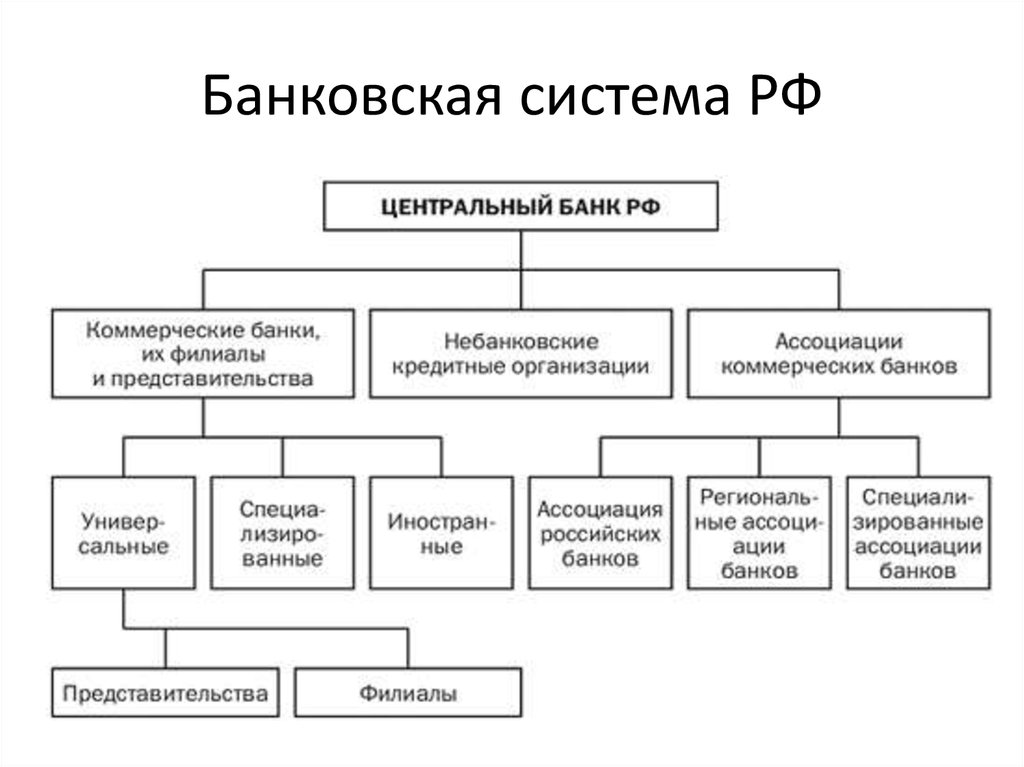 Банковская система РФ
ЦЕНТРАЛЬНЫЙ БАНК РФ
Коммерческие банки,
их филиалы
и представительства
Небанковские
кредитные организации
Ассоциации
коммерческих банков
Универ-
сальные
Специа-
лизиро-
ванные
Иностран-
ные
Ассоциация
российских
банков
Региональ-
ные ассоци-
ации
банков
Специали-
зированные
ассоциации
банков
Представительства
Филиалы